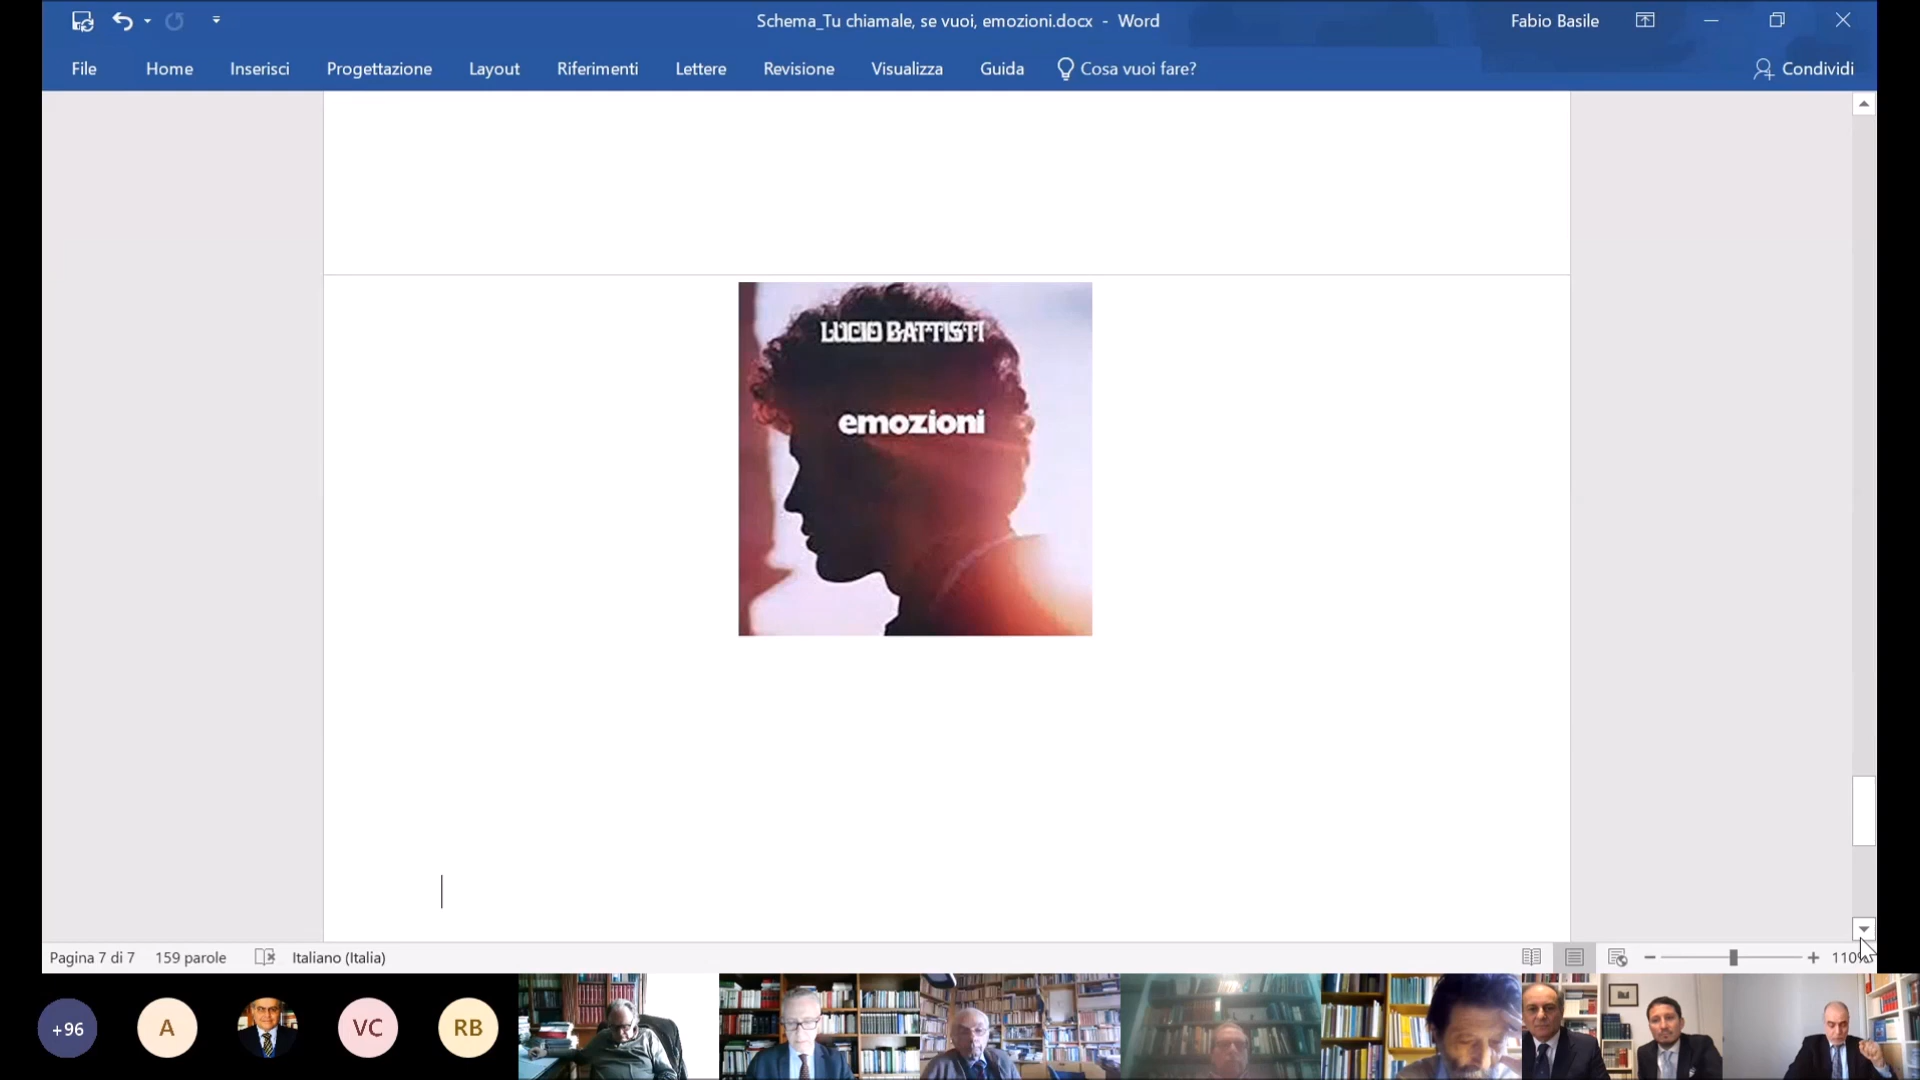 Schema_Tu chiamale, se vuoi, emozioni.docx - Word
Fabio Basile
File Home Inserisci Progettazione Layout Riferimenti Lettere Revisione Visualizza Guida Cosa vuoi fare? Condividi
LUCIO BATTISTI
emozioni
Pagina 7 di 7 159 parole Italiano (Italia) 110%
+96 A VC RB